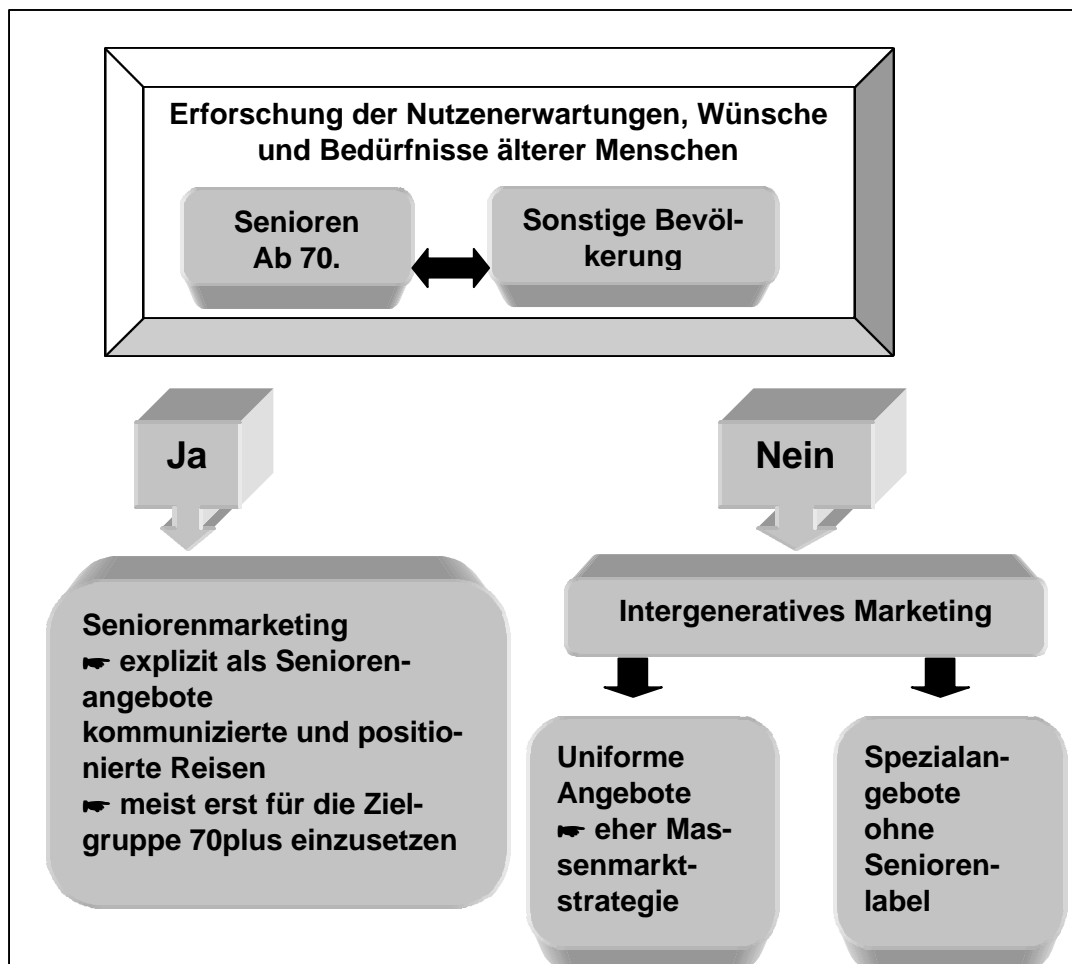 Erforschung der Nutzenerwartungen, Wünsche
und Bedürfnisse älterer Menschen
Senioren
Ab 70.
Sonstige Bevöl-
kerung
Ja
Nein
Seniorenmarketing
☛ explizit als Senioren-
angebote
kommunizierte und positio-
nierte Reisen
☛ meist erst für die Ziel-
gruppe 70plus einzusetzen
Intergeneratives Marketing
Uniforme
Angebote
☛ eher Mas-
senmarkt-
strategie
Spezialan-
gebote
ohne
Senioren-
label